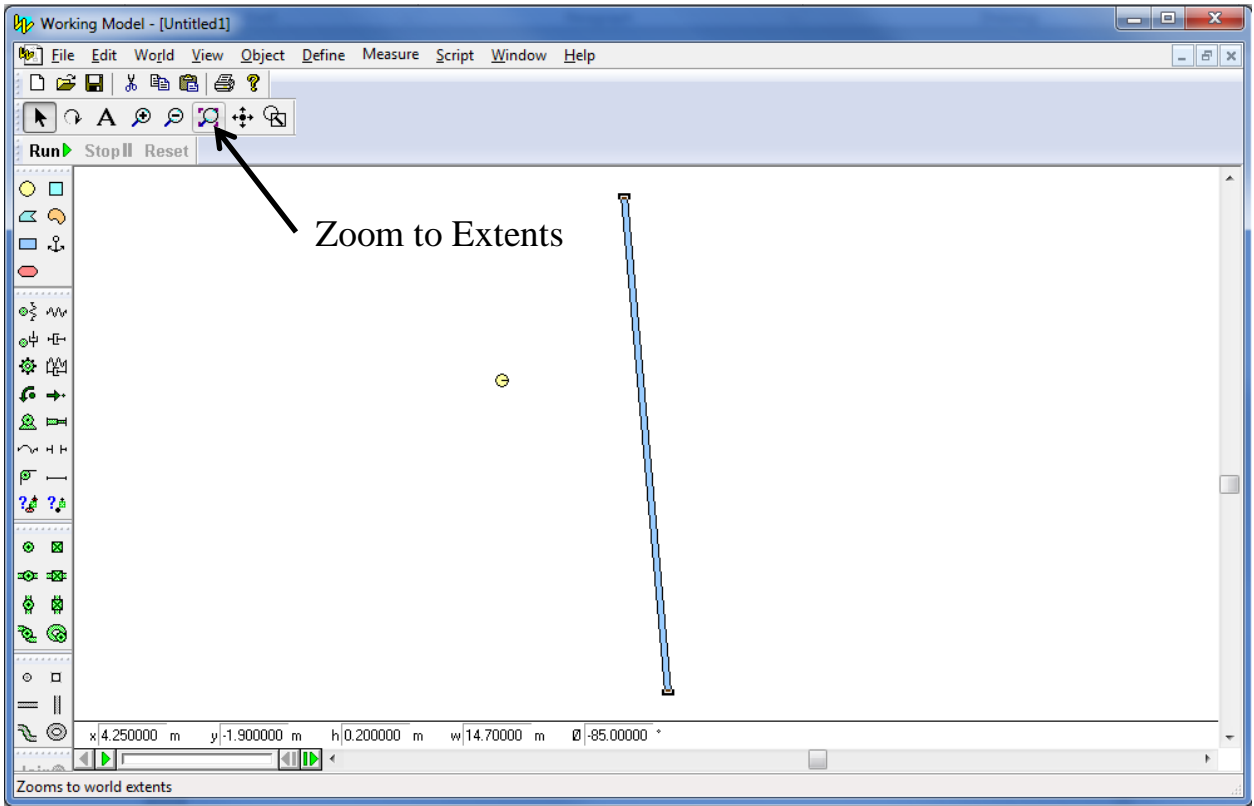 Working Model - [Untitled1]
File Edit World View Object Define Measure Script Window Help
A
Run Stop Reset
Zoom to Extents
x 4.250000 m y -1.900000 m h 0.200000 m w 14.70000 m Ø -85.00000 °
Zooms to world extents